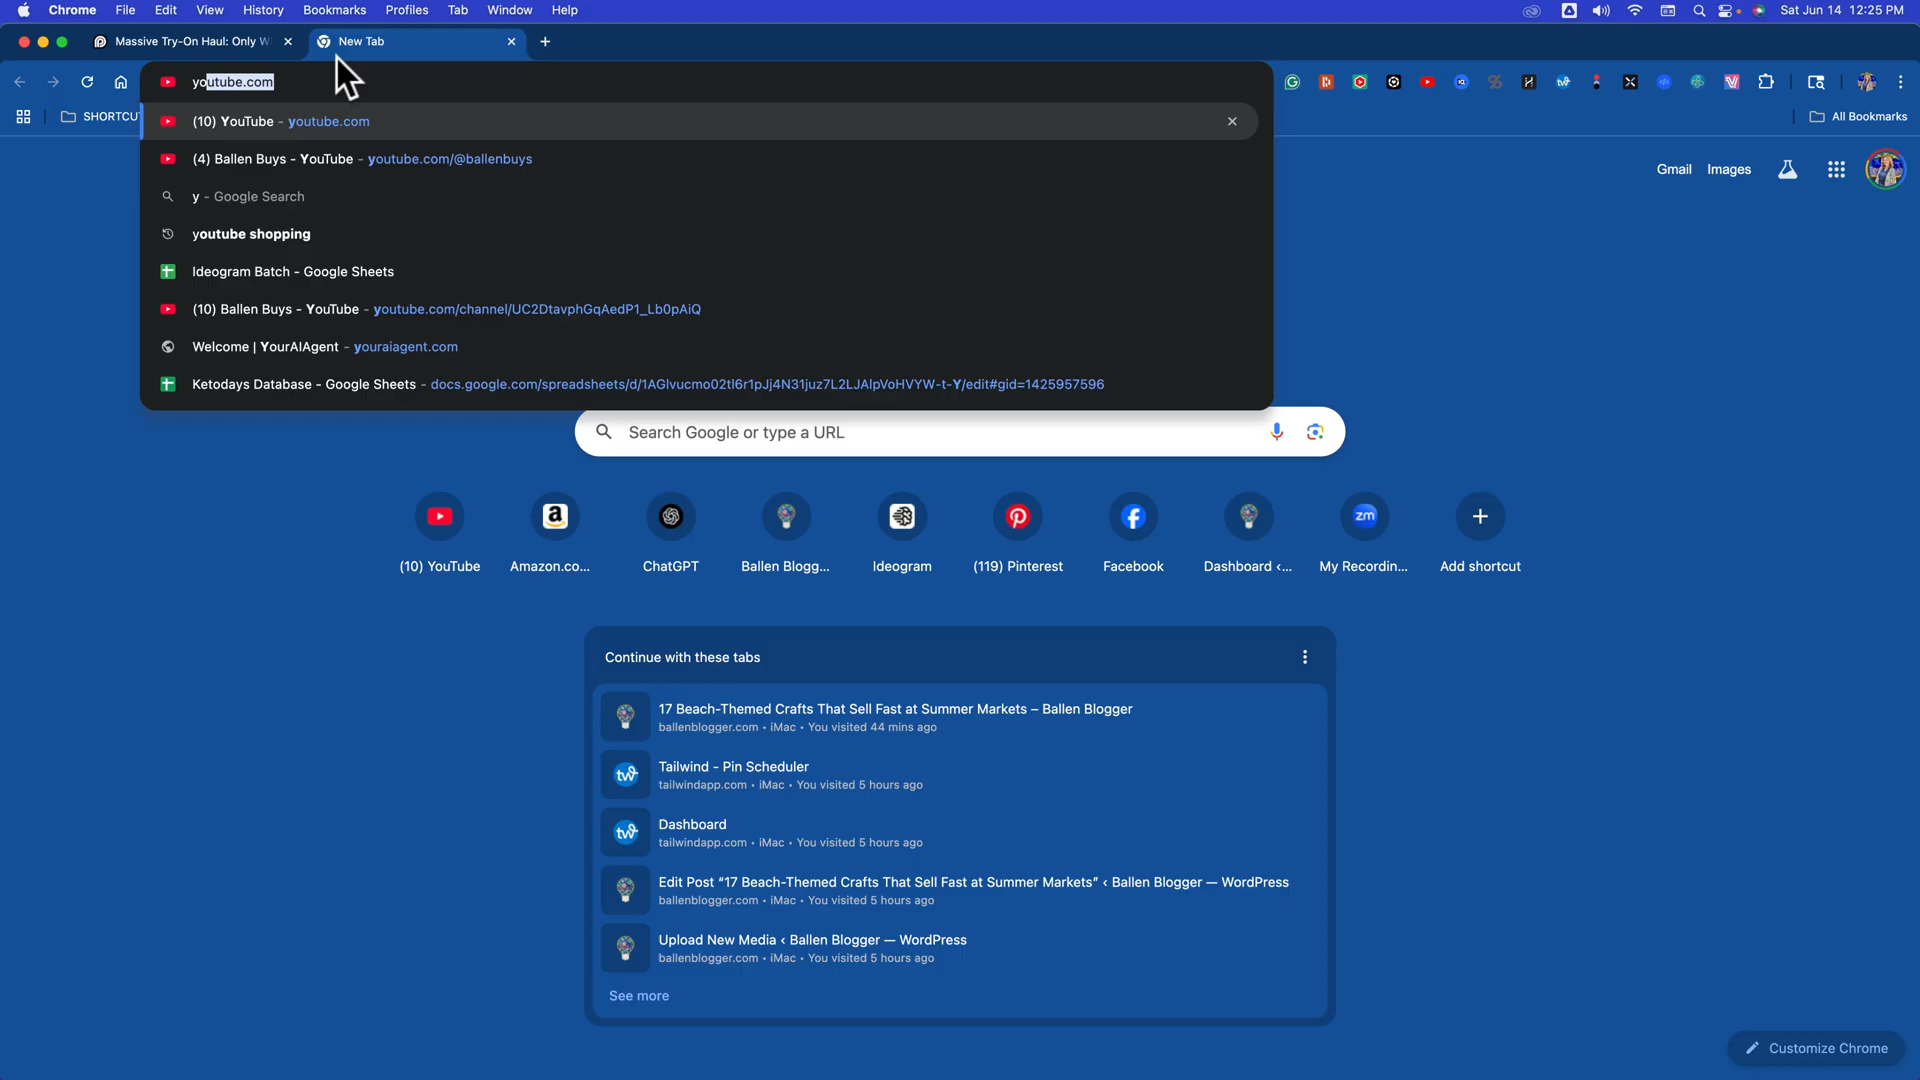 Chrome File Edit View History Bookmarks Profiles Tab Window Help
Sat Jun 14 12:25 PM
Massive Try-On Haul: Only W
New Tab
youtube.com
SHORTCU
All Bookmarks
(10) YouTube - youtube.com
(4) Ballen Buys - YouTube - youtube.com/@ballenbuys
y - Google Search
youtube shopping
Ideogram Batch - Google Sheets
(10) Ballen Buys - YouTube - youtube.com/channel/UC2DtavphGqAedP1_Lb0pAiQ
Welcome | YourAIAgent - youraiagent.com
Ketodays Database - Google Sheets - docs.google.com/spreadsheets/d/1AGlvucmo02tl6r1pJj4N31juz7L2LJAlpVoHVYW-t-Y/edit#gid=1425957596
Gmail Images
Search Google or type a URL
(10) YouTube
Amazon.co...
ChatGPT
Ballen Blogg...
Ideogram
(119) Pinterest
Facebook
Dashboard ‹...
zm
My Recordin...
Add shortcut
Continue with these tabs
17 Beach-Themed Crafts That Sell Fast at Summer Markets – Ballen Blogger
ballenblogger.com • iMac • You visited 44 mins ago
Tailwind - Pin Scheduler
tailwindapp.com • iMac • You visited 5 hours ago
Dashboard
tailwindapp.com • iMac • You visited 5 hours ago
Edit Post “17 Beach-Themed Crafts That Sell Fast at Summer Markets” ‹ Ballen Blogger — WordPress
ballenblogger.com • iMac • You visited 5 hours ago
Upload New Media ‹ Ballen Blogger — WordPress
ballenblogger.com • iMac • You visited 5 hours ago
See more
Customize Chrome